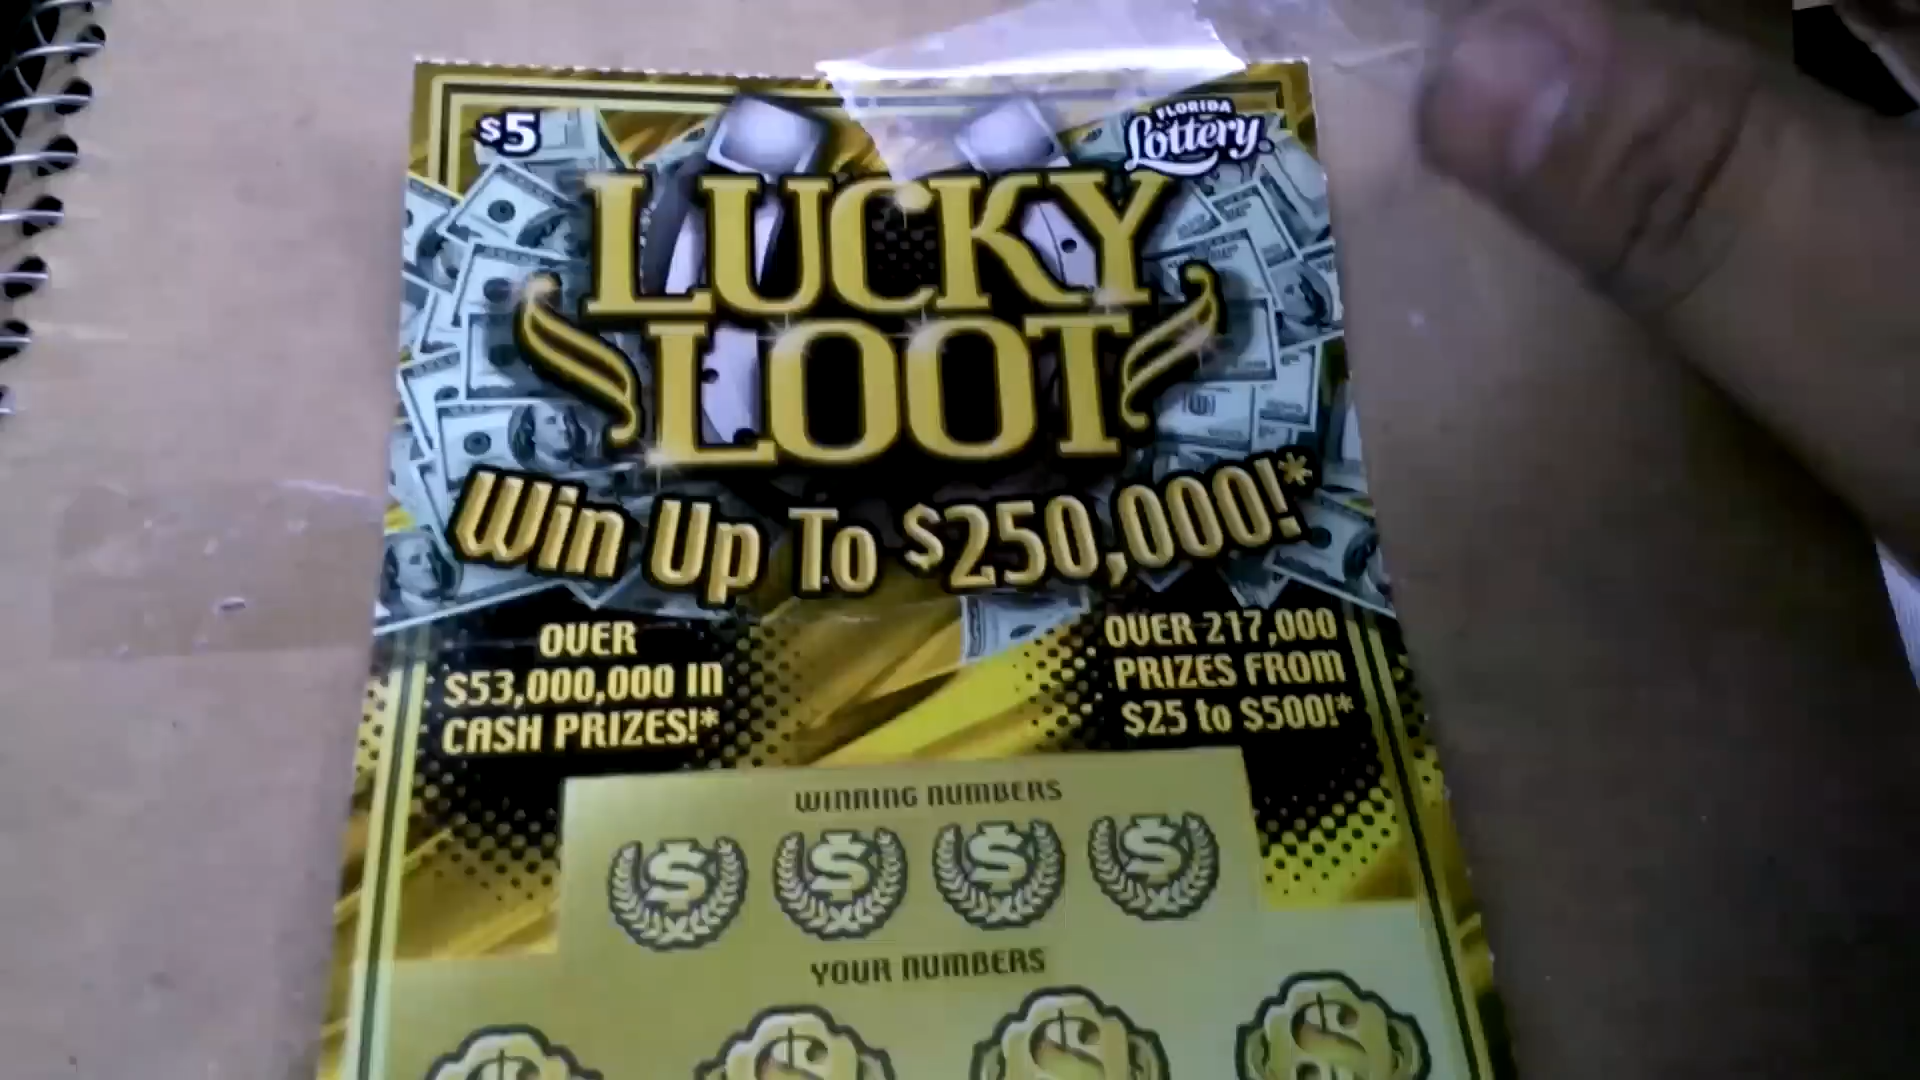 $5
FLORIDA
Lottery
LUCKY
LOOT
Win Up To $250,000!*
OVER
$53,000,000 IN
CASH PRIZES!*
OVER 217,000
PRIZES FROM
$25 to $500!*
WINNING NUMBERS
YOUR NUMBERS